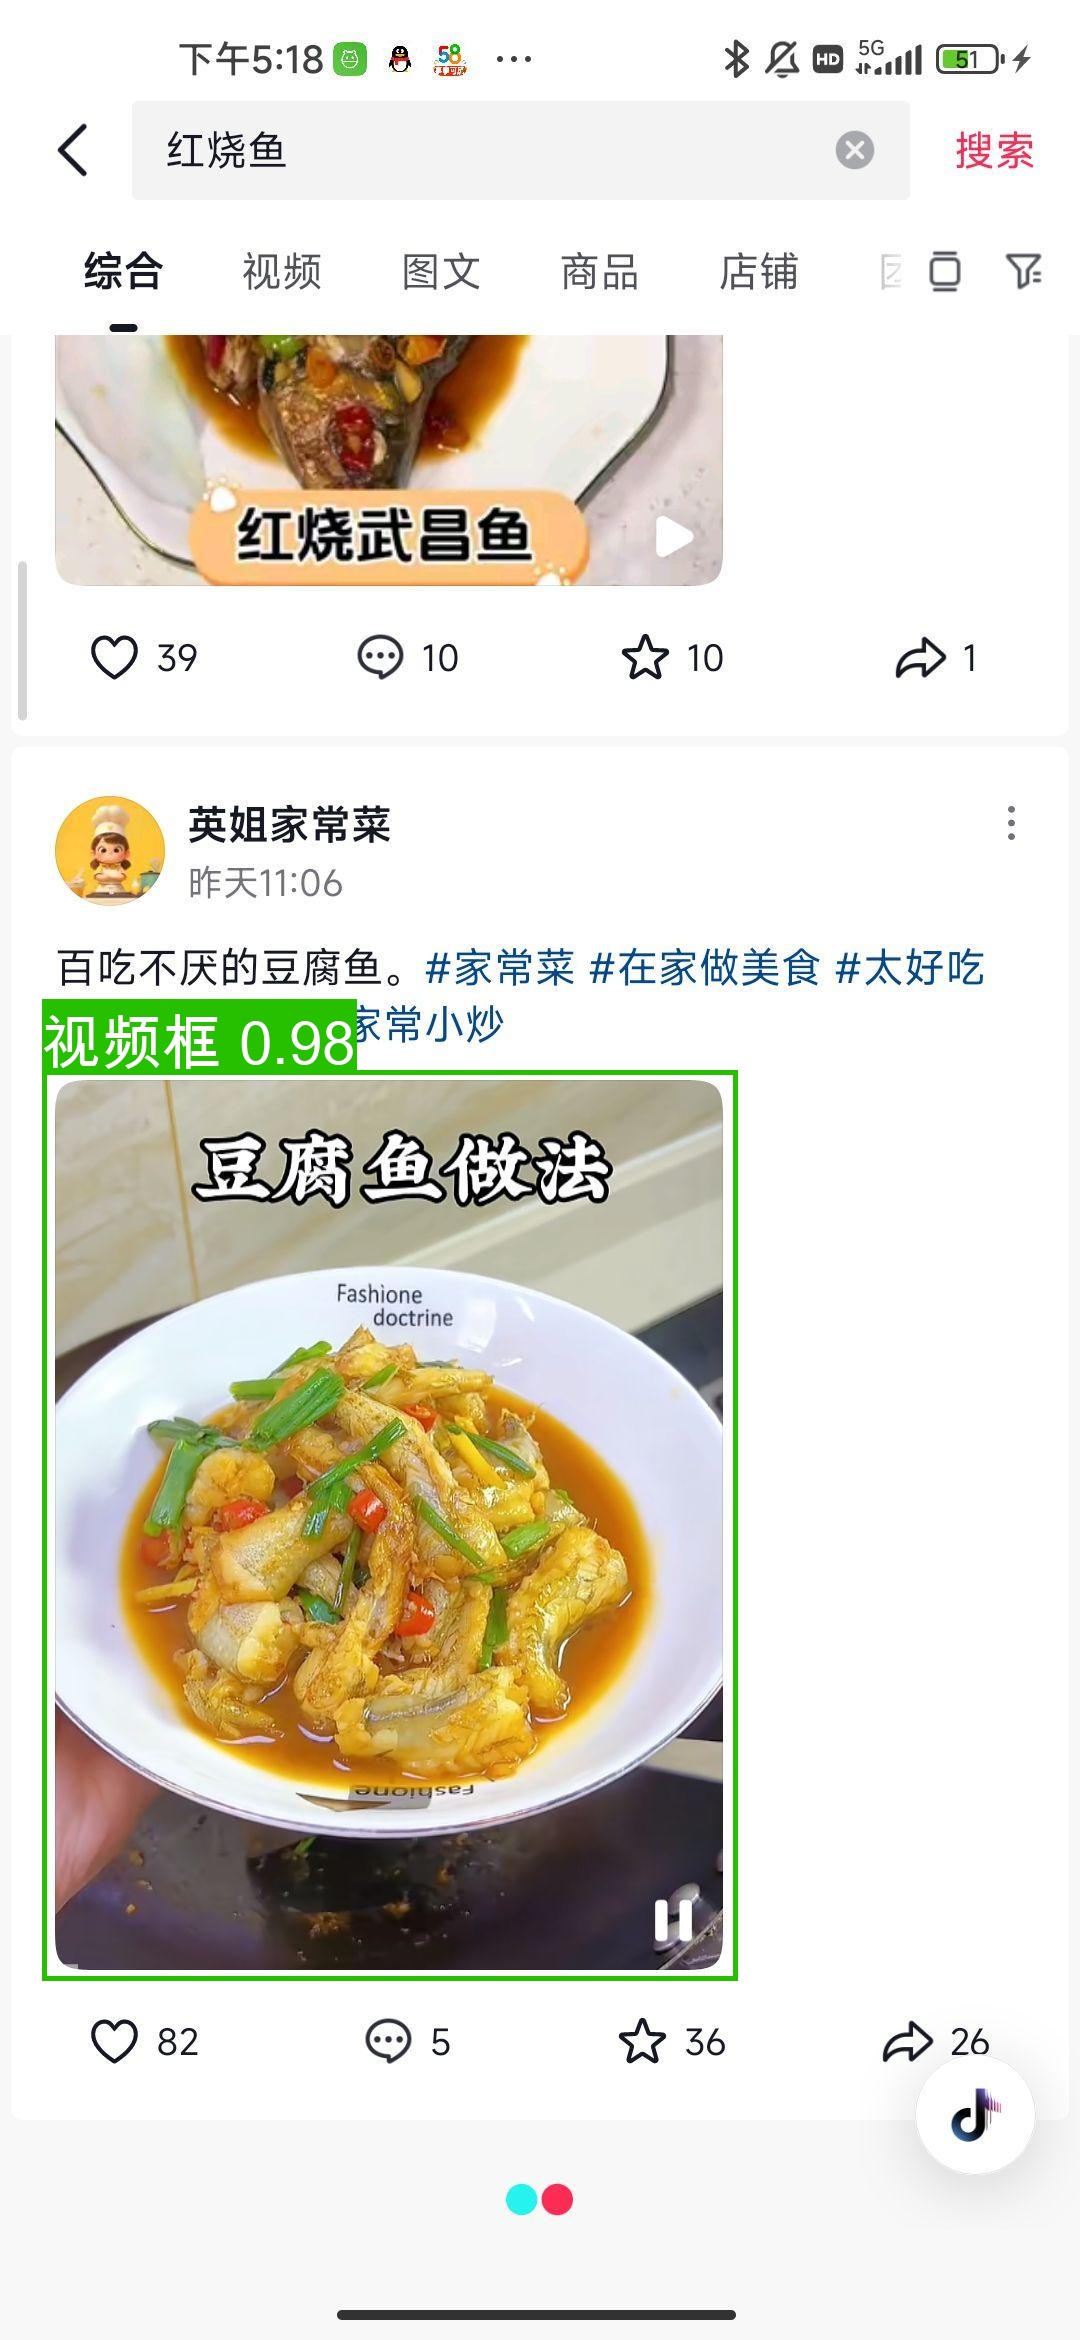 下午5:18
HD 5G 51
红烧鱼
搜索
综合 视频 图文 商品 店铺
红烧武昌鱼
39 10 10 1
英姐家常菜
昨天11:06
百吃不厌的豆腐鱼。#家常菜 #在家做美食 #太好吃
家常小炒
视频框 0.98
豆腐鱼做法
Fashione
doctrine
Fashione
82 5 36 26